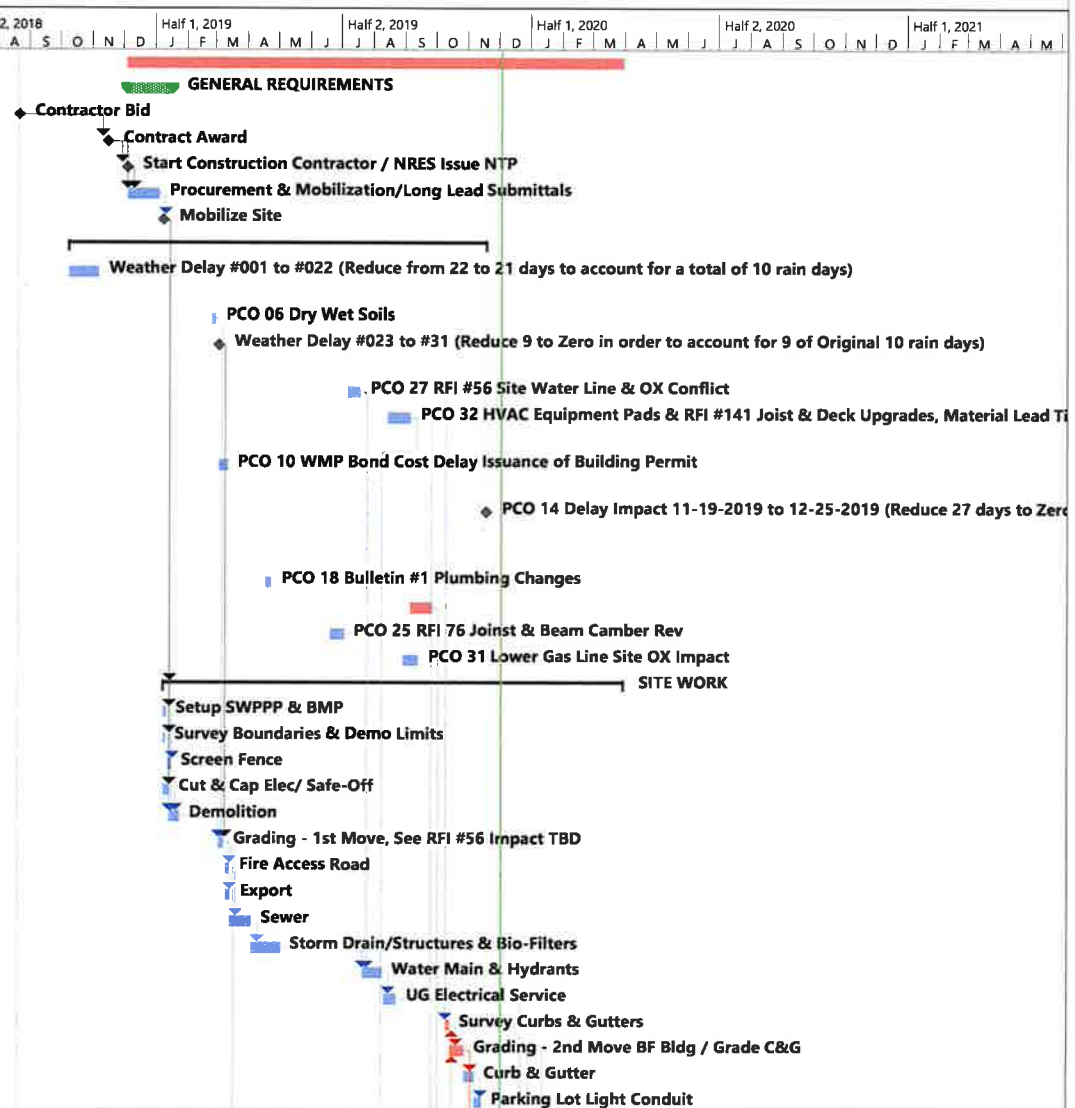 2, 2018 Half 1, 2019 Half 2, 2019 Half 1, 2020 Half 2, 2020 Half 1, 2021
A S O N D J F M A M J J A S O N D J F M A M J J A S O N D J F M A M
GENERAL REQUIREMENTS
Contractor Bid
Contract Award
Start Construction Contractor / NRES Issue NTP
Procurement & Mobilization/Long Lead Submittals
Mobilize Site
Weather Delay #001 to #022 (Reduce from 22 to 21 days to account for a total of 10 rain days)
PCO 06 Dry Wet Soils
Weather Delay #023 to #31 (Reduce 9 to Zero in order to account for 9 of Original 10 rain days)
PCO 27 RFI #56 Site Water Line & OX Conflict
PCO 32 HVAC Equipment Pads & RFI #141 Joist & Deck Upgrades, Material Lead Ti
PCO 10 WMP Bond Cost Delay Issuance of Building Permit
PCO 14 Delay Impact 11-19-2019 to 12-25-2019 (Reduce 27 days to Zero
PCO 18 Bulletin #1 Plumbing Changes
PCO 25 RFI 76 Joinst & Beam Camber Rev
PCO 31 Lower Gas Line Site OX Impact
SITE WORK
Setup SWPPP & BMP
Survey Boundaries & Demo Limits
Screen Fence
Cut & Cap Elec/ Safe-Off
Demolition
Grading - 1st Move, See RFI #56 Impact TBD
Fire Access Road
Export
Sewer
Storm Drain/Structures & Bio-Filters
Water Main & Hydrants
UG Electrical Service
Survey Curbs & Gutters
Grading - 2nd Move BF Bldg / Grade C&G
Curb & Gutter
Parking Lot Light Conduit